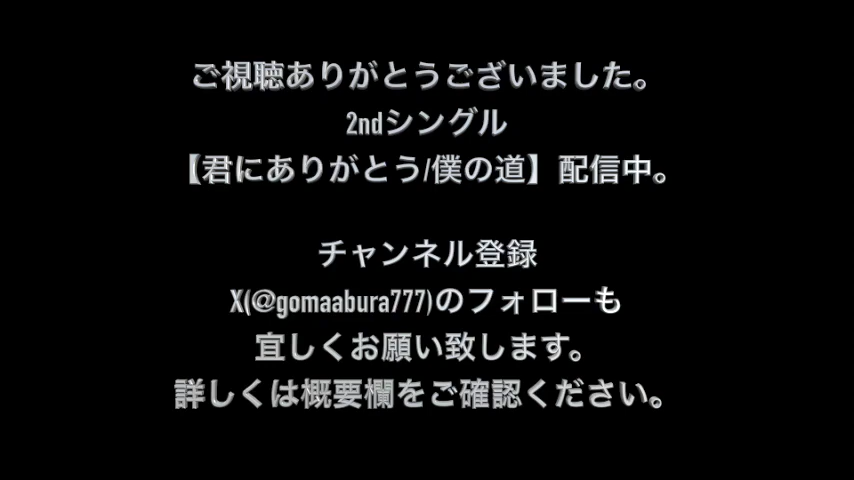 ご視聴ありがとうございました。
2ndシングル
【君にありがとう/僕の道】配信中。
チャンネル登録
X(@gomaabura777)のフォローも
宜しくお願い致します。
詳しくは概要欄をご確認ください。